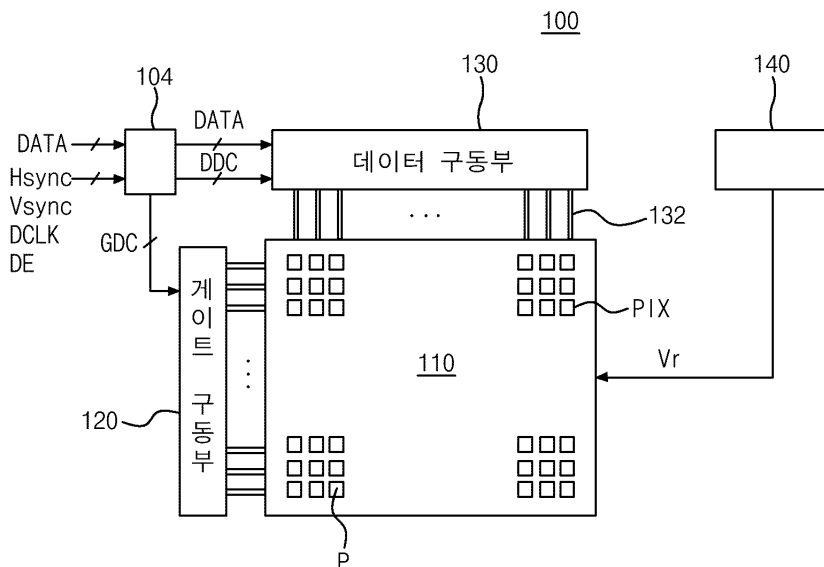 100
104
130
140
DATA
DATA
데이터 구동부
Hsync
DDC
Vsync
132
DCLK
GDC
DE
게이트 구동부
PIX
110
Vr
120
P